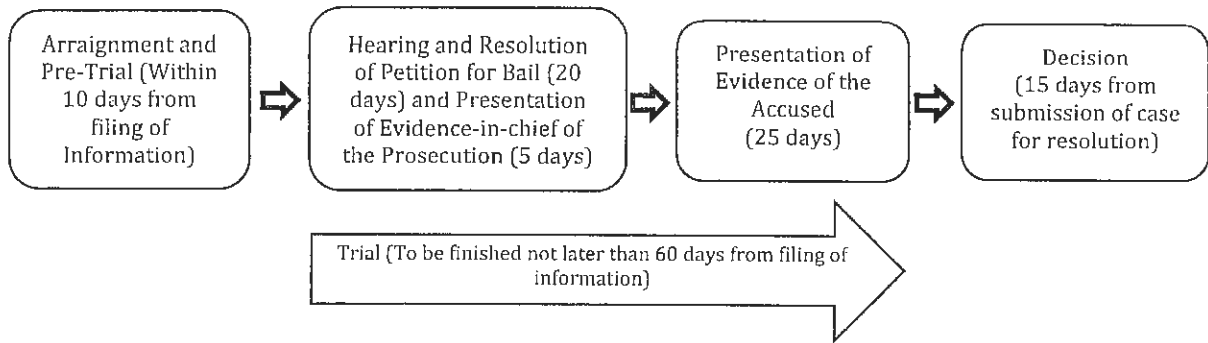 Arraignment and
Pre-Trial (Within
10 days from
filing of
Information)
Hearing and Resolution
of Petition for Bail (20
days) and Presentation
of Evidence-in-chief of
the Prosecution (5 days)
Presentation of
Evidence of the
Accused
(25 days)
Decision
(15 days from
submission of case
for resolution)
Trial (To be finished not later than 60 days from filing of
information)